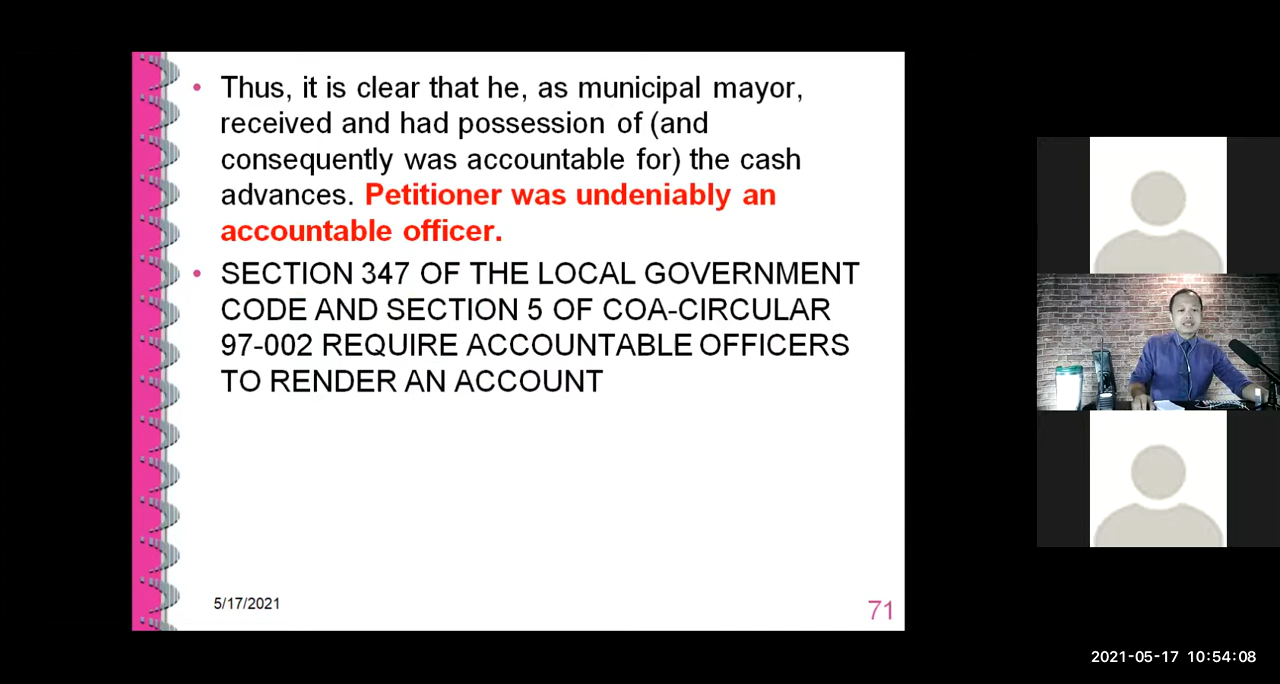 • Thus, it is clear that he, as municipal mayor,
received and had possession of (and
consequently was accountable for) the cash
advances. Petitioner was undeniably an
accountable officer.
• SECTION 347 OF THE LOCAL GOVERNMENT
CODE AND SECTION 5 OF COA-CIRCULAR
97-002 REQUIRE ACCOUNTABLE OFFICERS
TO RENDER AN ACCOUNT
5/17/2021
71
2021-05-17 10:54:08